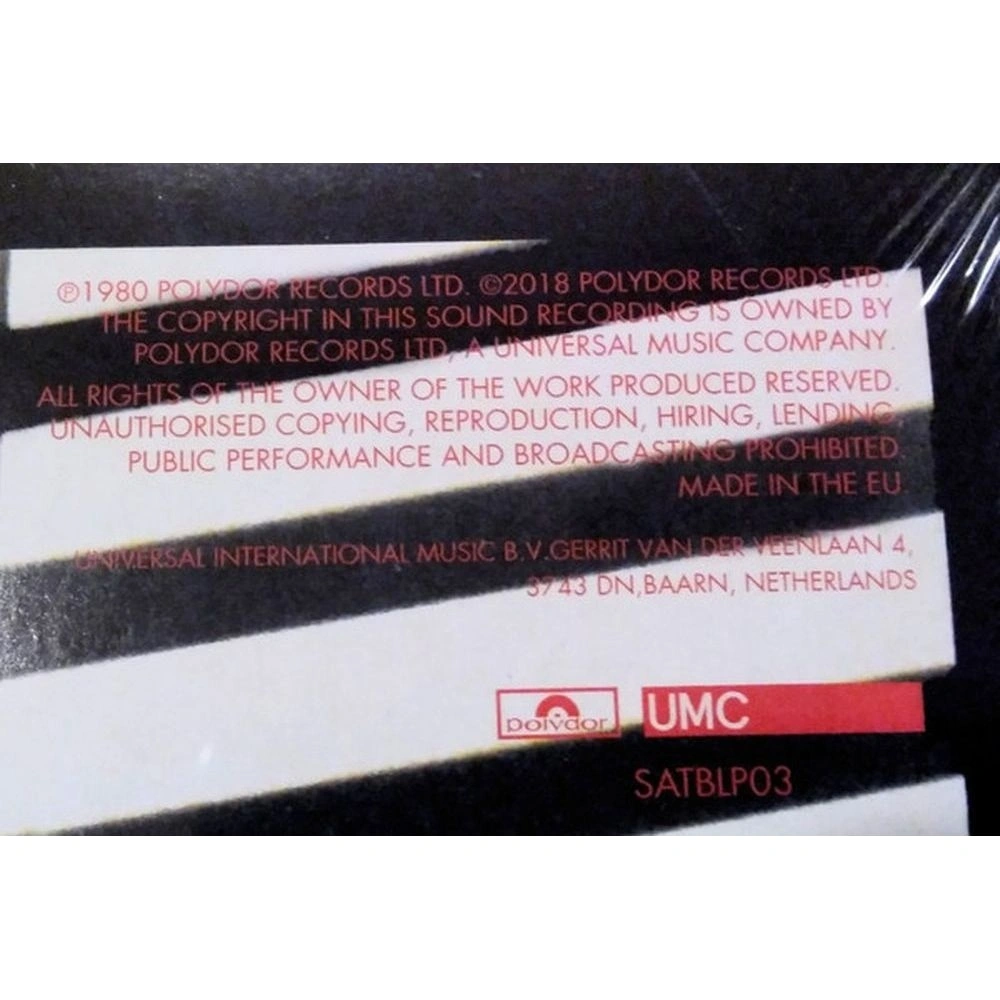 ℗1980 POLYDOR RECORDS LTD. ©2018 POLYDOR RECORDS LTD.
THE COPYRIGHT IN THIS SOUND RECORDING IS OWNED BY
POLYDOR RECORDS LTD, A UNIVERSAL MUSIC COMPANY.
ALL RIGHTS OF THE OWNER OF THE WORK PRODUCED RESERVED.
UNAUTHORISED COPYING, REPRODUCTION, HIRING, LENDING,
PUBLIC PERFORMANCE AND BROADCASTING PROHIBITED.
MADE IN THE EU
UNIVERSAL INTERNATIONAL MUSIC B.V.GERRIT VAN DER VEENLAAN 4,
3743 DN,BAARN, NETHERLANDS
polydor UMC
SATBLP03